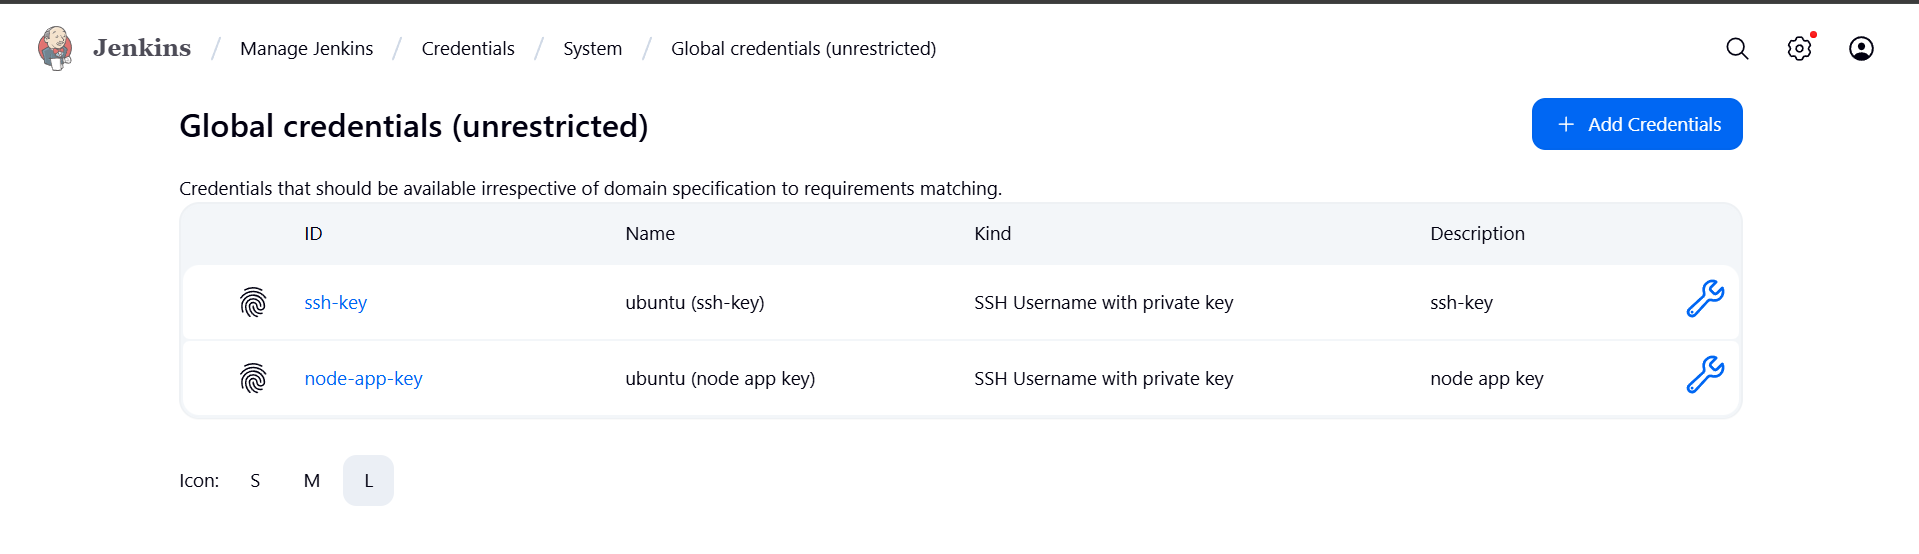 Jenkins / Manage Jenkins / Credentials / System / Global credentials (unrestricted)
Global credentials (unrestricted)
+ Add Credentials
Credentials that should be available irrespective of domain specification to requirements matching.
ID Name Kind Description
ssh-key ubuntu (ssh-key) SSH Username with private key ssh-key
node-app-key ubuntu (node app key) SSH Username with private key node app key
Icon: S M L